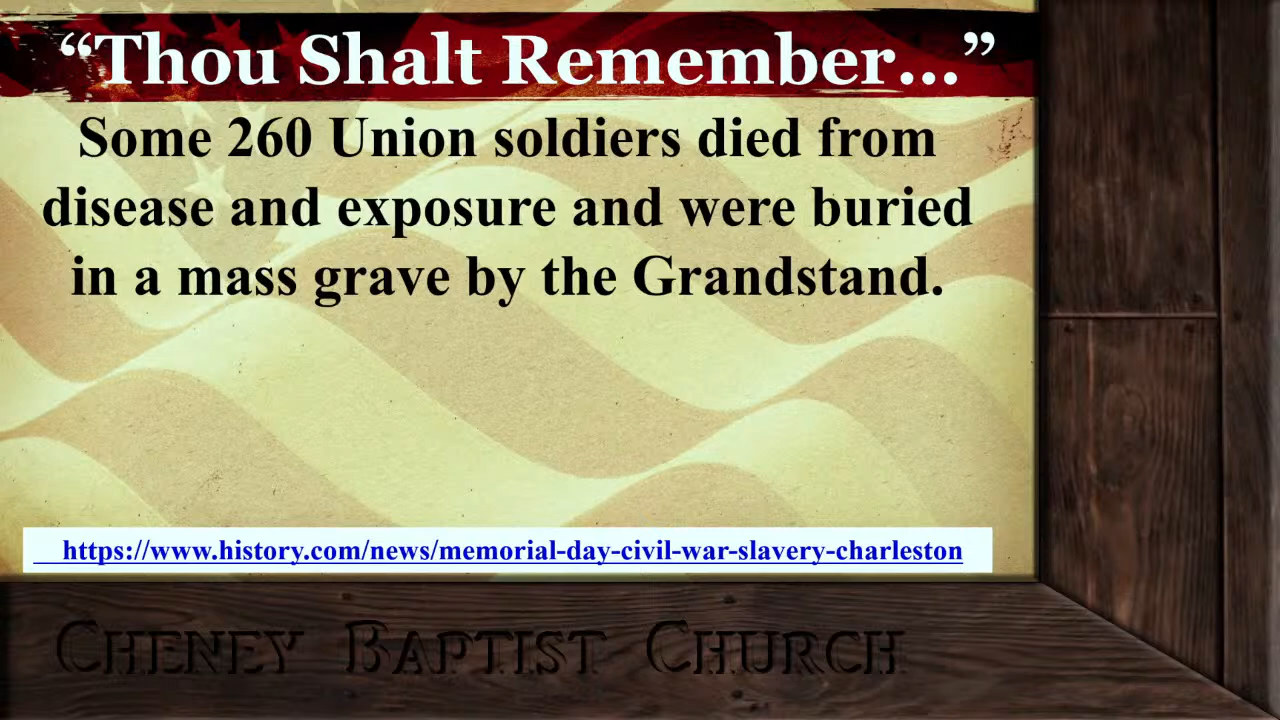 “Thou Shalt Remember...”
Some 260 Union soldiers died from
disease and exposure and were buried
in a mass grave by the Grandstand.
https://www.history.com/news/memorial-day-civil-war-slavery-charleston
Cheney Baptist Church